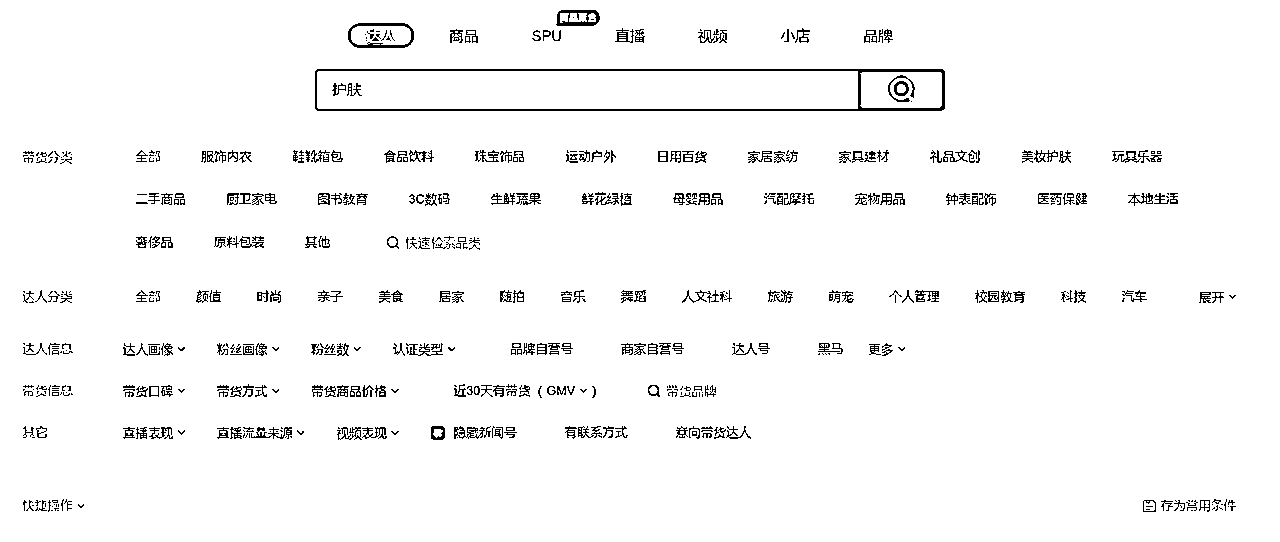 达人 商品 SPU 直播 视频 小店 品牌
护肤
带货分类 全部 服饰内衣 鞋靴箱包 食品饮料 珠宝饰品 运动户外 日用百货 家居家纺 家具建材 礼品文创 美妆护肤 玩具乐器
二手商品 厨卫家电 图书教育 3C数码 生鲜蔬果 鲜花绿植 母婴用品 汽配摩托 宠物用品 钟表配饰 医药保健 本地生活
奢侈品 原料包装 其他 快速检索品类
达人分类 全部 颜值 时尚 亲子 美食 居家 随拍 音乐 舞蹈 人文社科 旅游 萌宠 个人管理 校园教育 科技 汽车 展开
达人信息 达人画像 粉丝画像 粉丝数 认证类型 品牌自营号 商家自营号 达人号 黑马 更多
带货信息 带货口碑 带货方式 带货商品价格 近30天有带货（GMV） 带货品牌
其它 直播表现 直播流量来源 视频表现 隐藏新闻号 有联系方式 意向带货达人
快捷操作 存为常用条件